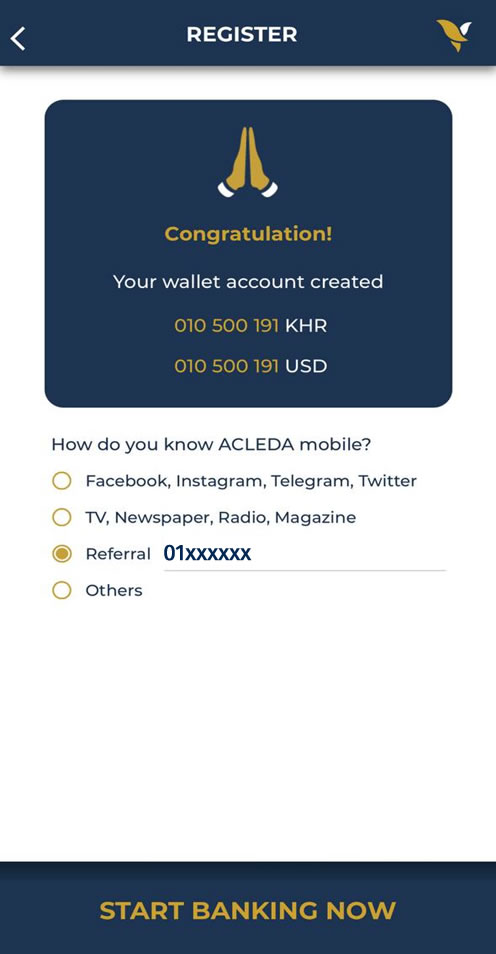 REGISTER
Congratulation!
Your wallet account created
010 500 191 KHR
010 500 191 USD
How do you know ACLEDA mobile?
Facebook, Instagram, Telegram, Twitter
TV, Newspaper, Radio, Magazine
Referral 01xxxxxx
Others
START BANKING NOW